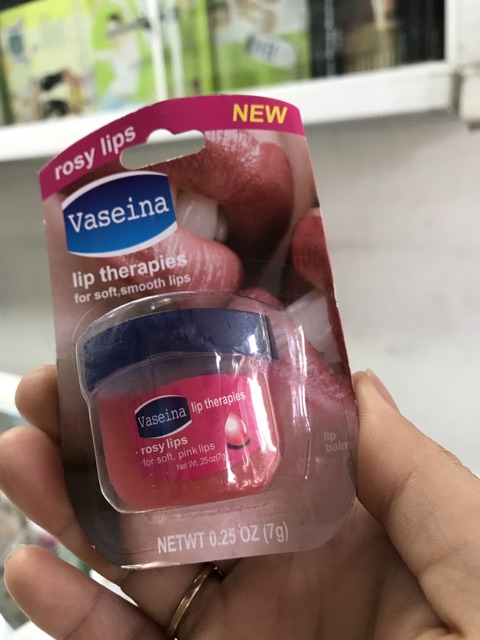 NEW
rosy lips
Vaseina
lip therapies
for soft,smooth lips
Vaseina lip therapies
rosy lips
for soft, pink lips
Net Wt. .25 oz(7g)
lip
balm
NETWT 0.25 OZ (7g)